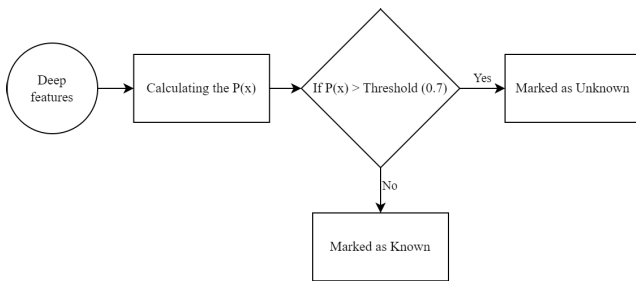 Deep
features
Calculating the P(x)
If P(x) > Threshold (0.7)
Yes
Marked as Unknown
No
Marked as Known